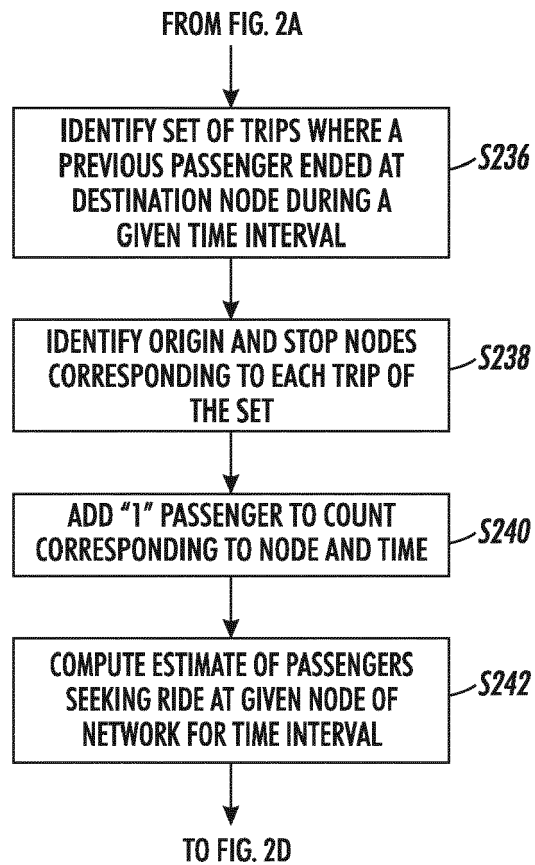 FROM FIG. 2A
IDENTIFY SET OF TRIPS WHERE A
PREVIOUS PASSENGER ENDED AT
DESTINATION NODE DURING A
GIVEN TIME INTERVAL
S236
IDENTIFY ORIGIN AND STOP NODES
CORRESPONDING TO EACH TRIP OF
THE SET
S238
ADD “1” PASSENGER TO COUNT
CORRESPONDING TO NODE AND TIME
S240
COMPUTE ESTIMATE OF PASSENGERS
SEEKING RIDE AT GIVEN NODE OF
NETWORK FOR TIME INTERVAL
S242
TO FIG. 2D